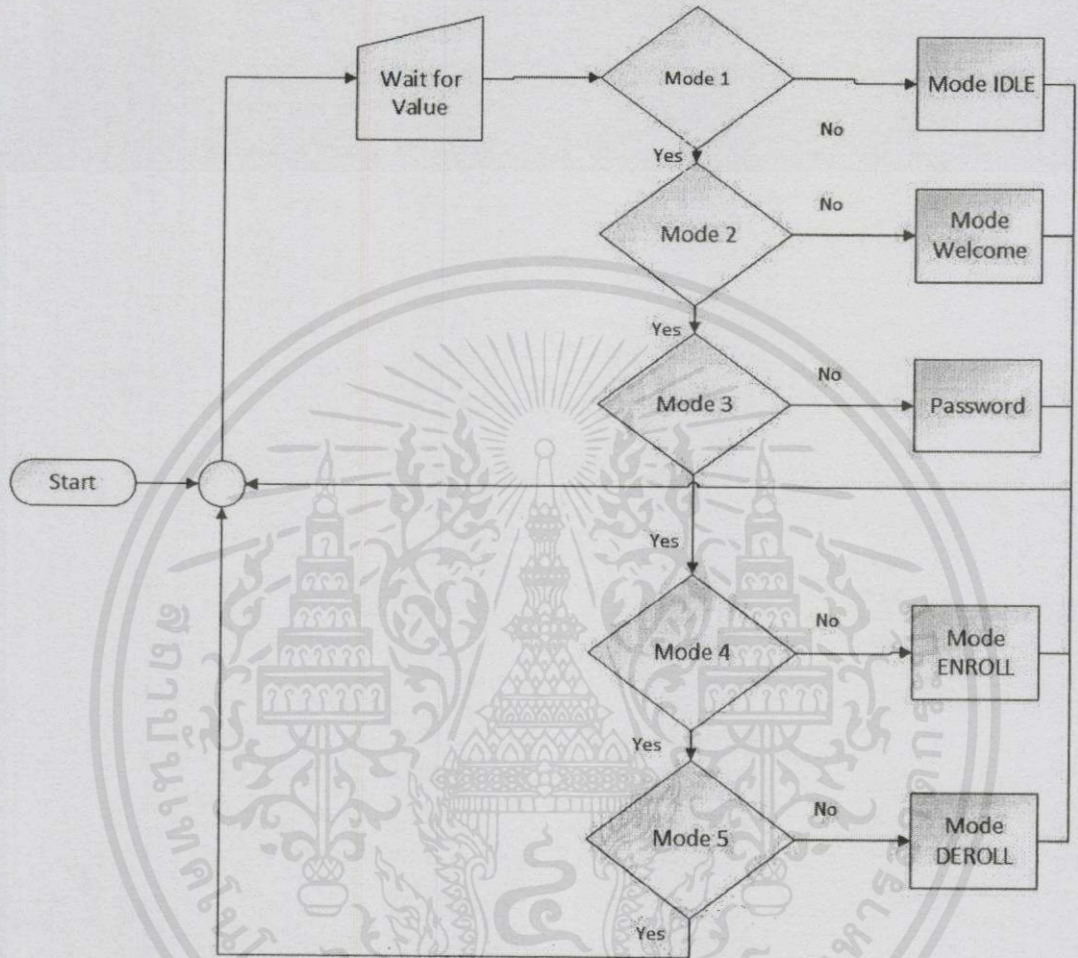 Wait for
Value
Mode 1
Mode IDLE
No
Yes
Mode 2
No
Mode
Welcome
Yes
Mode 3
No
Password
Start
Yes
Mode 4
No
Mode
ENROLL
Yes
Mode 5
No
Mode
DEROLL
Yes